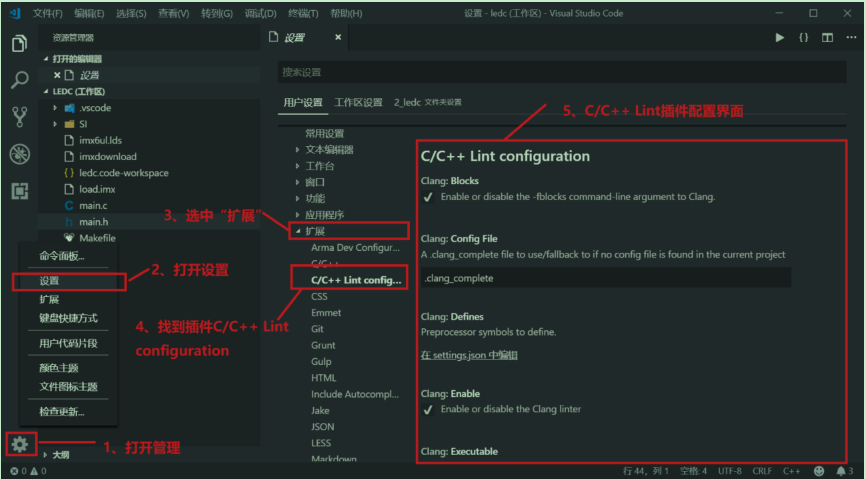 文件(F) 编辑(E) 选择(S) 查看(V) 转到(G) 调试(D) 终端(T) 帮助(H) 设置 - ledc (工作区) - Visual Studio Code
资源管理器
打开的编辑器
设置
LEDC (工作区)
.vscode
SI
imx6ul.lds
imxdownload
{ } ledc.code-workspace
load.imx
C main.c
h main.h
Makefile
命令面板...
设置
扩展
键盘快捷方式
用户代码片段
颜色主题
文件图标主题
检查更新...
大纲
1、打开管理
2、打开设置
3、选中“扩展”
4、找到插件C/C++ Lint
configuration
5、C/C++ Lint插件配置界面
设置
搜索设置
用户设置 工作区设置 2_ledc 文件夹设置
常用设置
文本编辑器
工作台
窗口
功能
应用程序
扩展
Arma Dev Configur...
C/C++
C/C++ Lint config...
CSS
Emmet
Git
Grunt
Gulp
HTML
Include Autocompl...
Jake
JSON
LESS
Markdown
C/C++ Lint configuration
Clang: Blocks
Enable or disable the -fblocks command-line argument to Clang.
Clang: Config File
A .clang_complete file to use/fallback to if no config file is found in the current project
.clang_complete
Clang: Defines
Preprocessor symbols to define.
在 settings.json 中编辑
Clang: Enable
Enable or disable the Clang linter
Clang: Executable
0 0 行 44，列 1 空格: 4 UTF-8 CRLF C++ 3